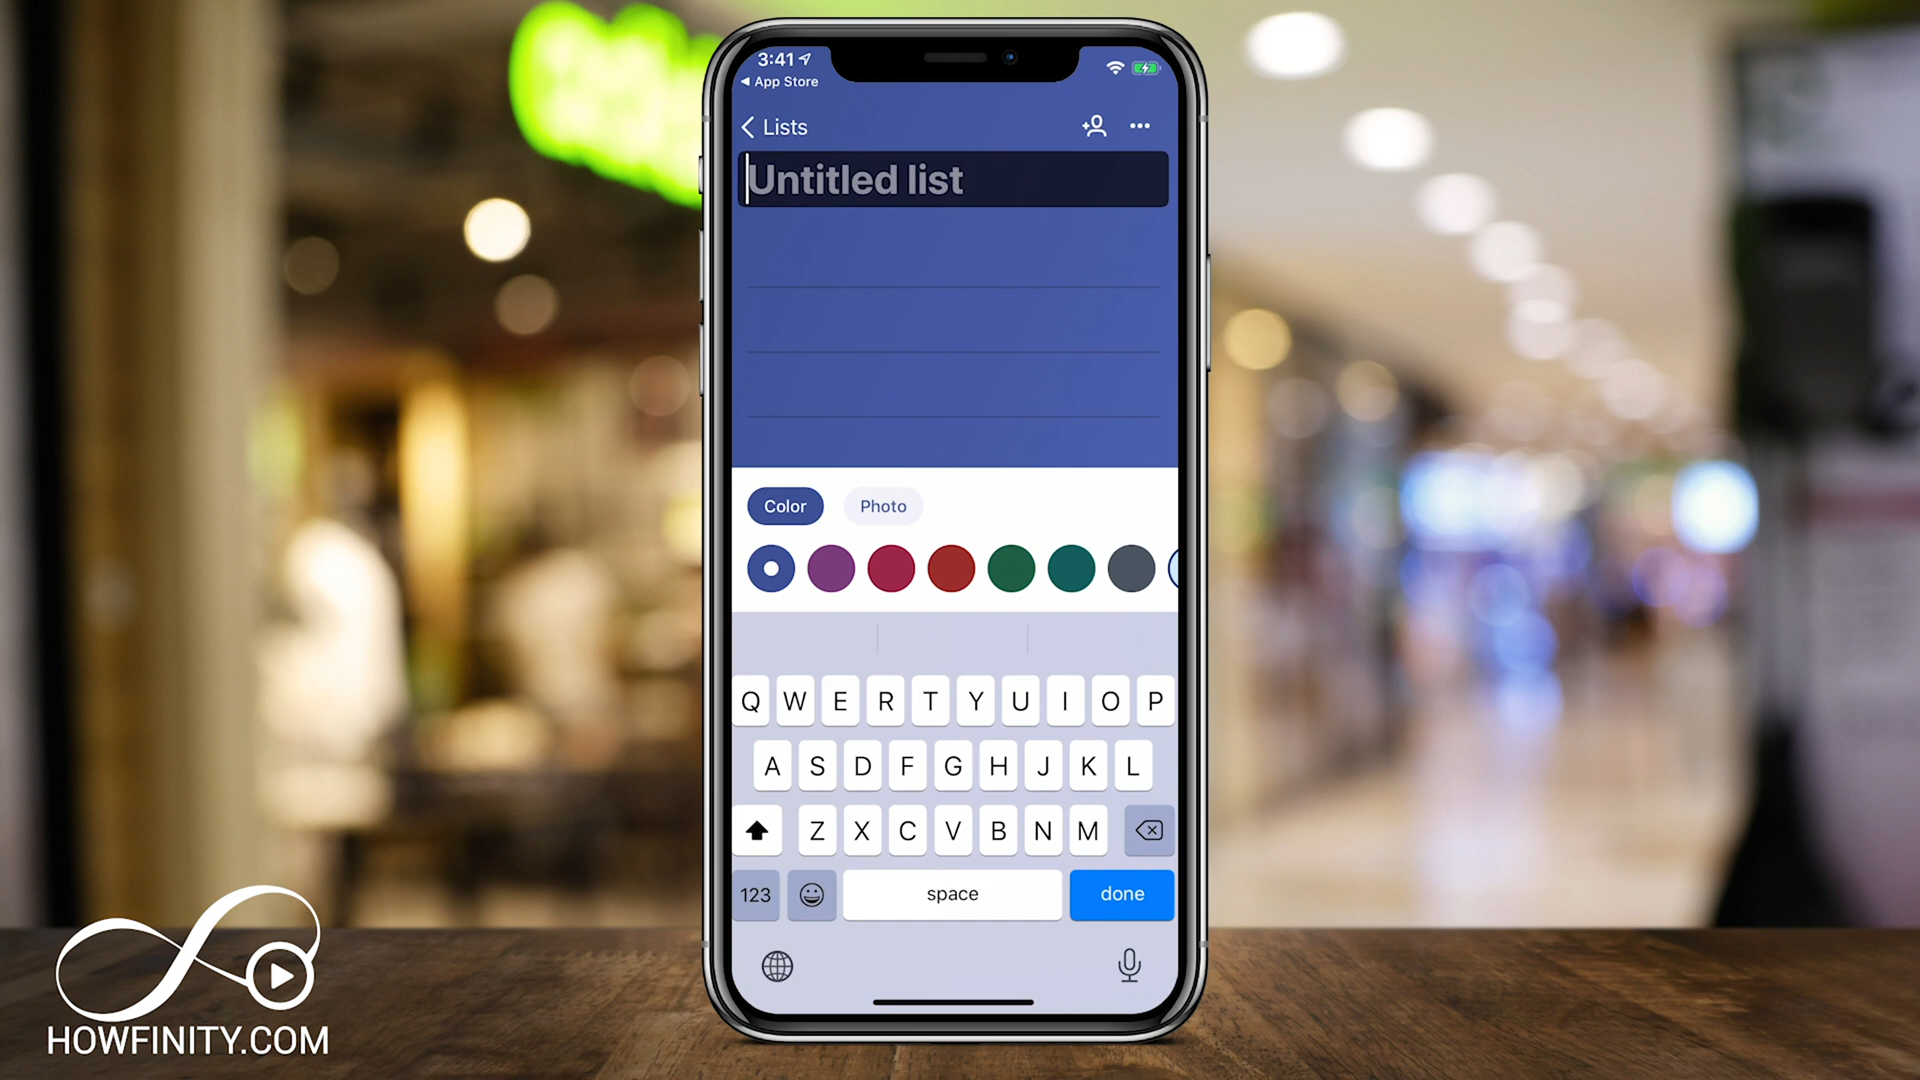 3:41
App Store
Lists
Untitled list
Color Photo
Q W E R T Y U I O P
A S D F G H J K L
Z X C V B N M
123 space done
HOWFINITY.COM